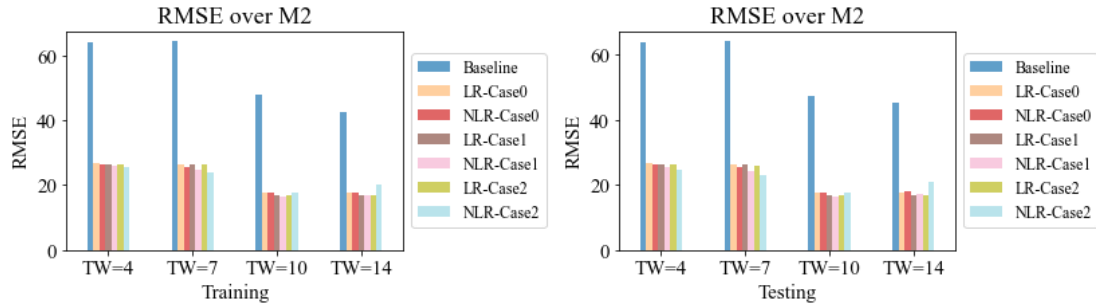 RMSE over M2
60
40
20
0
RMSE
TW=4 TW=7 TW=10 TW=14
Training
Baseline
LR-Case0
NLR-Case0
LR-Case1
NLR-Case1
LR-Case2
NLR-Case2
RMSE over M2
60
40
20
0
RMSE
TW=4 TW=7 TW=10 TW=14
Testing
Baseline
LR-Case0
NLR-Case0
LR-Case1
NLR-Case1
LR-Case2
NLR-Case2